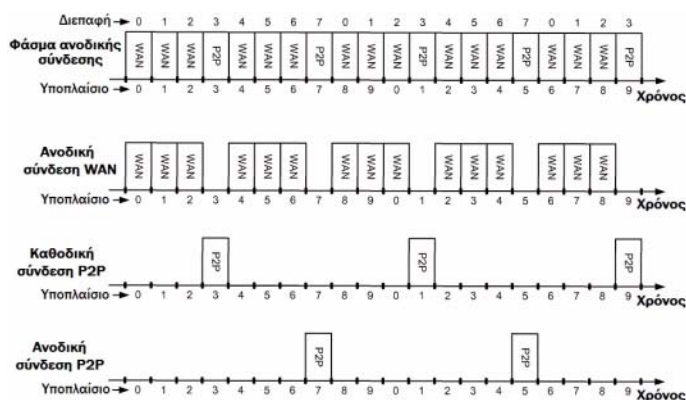 Διεπαφή → 0 1 2 3 4 5 6 7 0 1 2 3 4 5 6 7 0 1 2 3
Φάσμα ανοδικής
σύνδεσης
WAN WAN WAN P2P WAN WAN WAN P2P WAN WAN WAN P2P WAN WAN WAN P2P WAN WAN WAN P2P
Υποπλαίσιο → 0 1 2 3 4 5 6 7 8 9 0 1 2 3 4 5 6 7 8 9 Χρόνος
Ανοδική
σύνδεση WAN
WAN WAN WAN WAN WAN WAN WAN WAN WAN WAN WAN WAN WAN WAN WAN
Υποπλαίσιο → 0 1 2 3 4 5 6 7 8 9 0 1 2 3 4 5 6 7 8 9 Χρόνος
Καθοδική
σύνδεση P2P
P2P P2P P2P
Υποπλαίσιο → 0 1 2 3 4 5 6 7 8 9 0 1 2 3 4 5 6 7 8 9 Χρόνος
Ανοδική
σύνδεση P2P
P2P P2P
Υποπλαίσιο → 0 1 2 3 4 5 6 7 8 9 0 1 2 3 4 5 6 7 8 9 Χρόνος